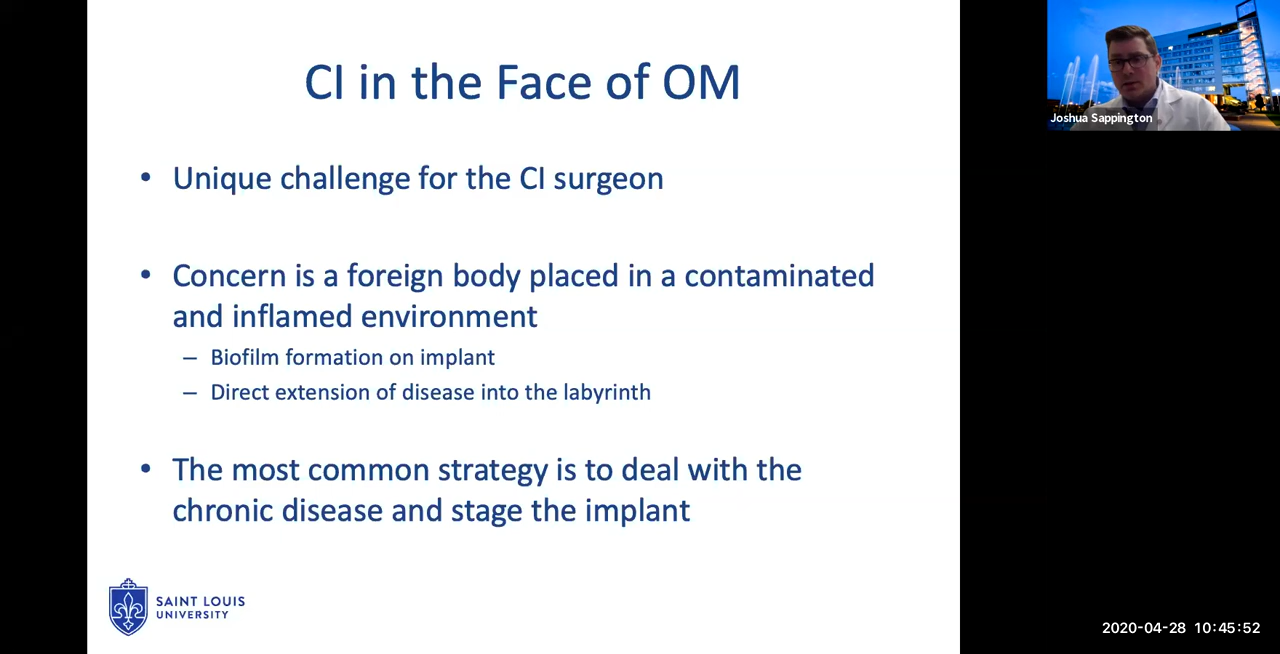 CI in the Face of OM
• Unique challenge for the CI surgeon
• Concern is a foreign body placed in a contaminated
and inflamed environment
– Biofilm formation on implant
– Direct extension of disease into the labyrinth
• The most common strategy is to deal with the
chronic disease and stage the implant
SAINT LOUIS
UNIVERSITY
Joshua Sappington
2020-04-28 10:45:52